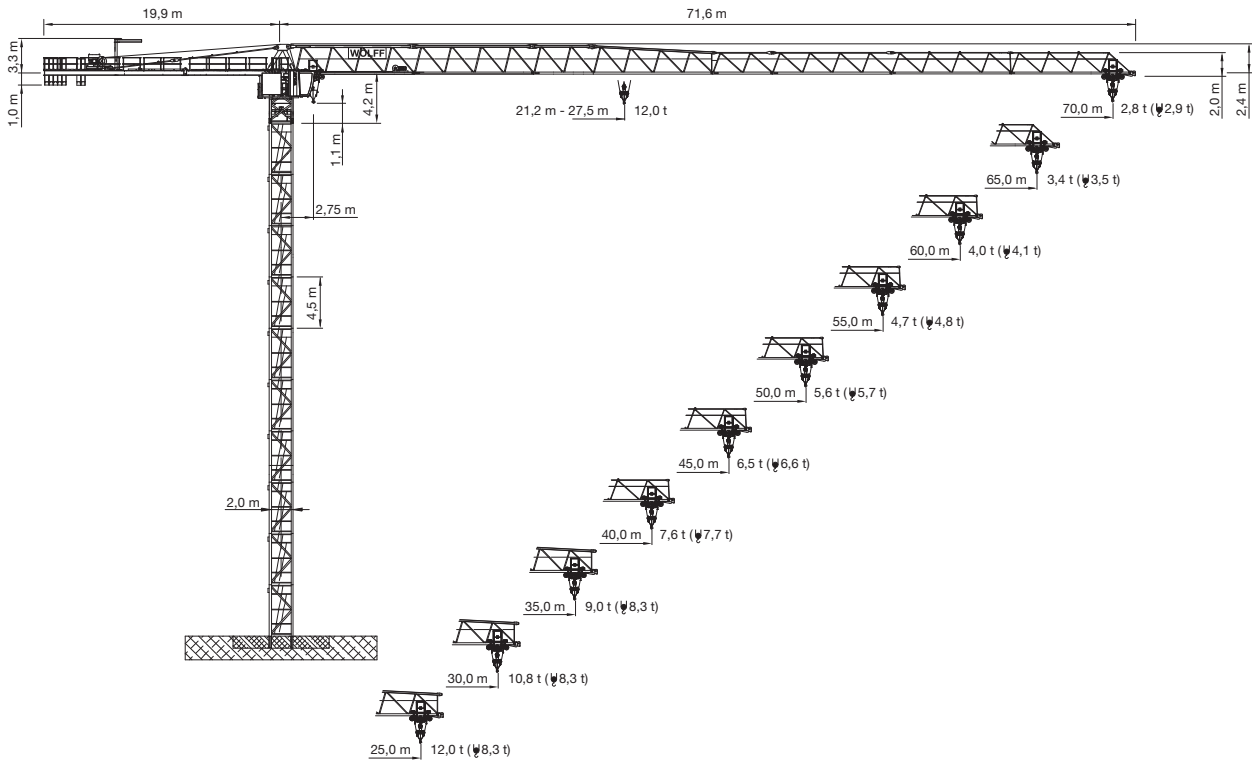 19,9 m
71,6 m
WOLFF
3,3 m
1,0 m
4,2 m
1,1 m
2,75 m
21,2 m - 27,5 m 12,0 t
70,0 m 2,8 t (2,9 t)
2,0 m
2,4 m
65,0 m 3,4 t (3,5 t)
60,0 m 4,0 t (4,1 t)
4,5 m
55,0 m 4,7 t (4,8 t)
50,0 m 5,6 t (5,7 t)
45,0 m 6,5 t (6,6 t)
2,0 m
40,0 m 7,6 t (7,7 t)
35,0 m 9,0 t (8,3 t)
30,0 m 10,8 t (8,3 t)
25,0 m 12,0 t (8,3 t)